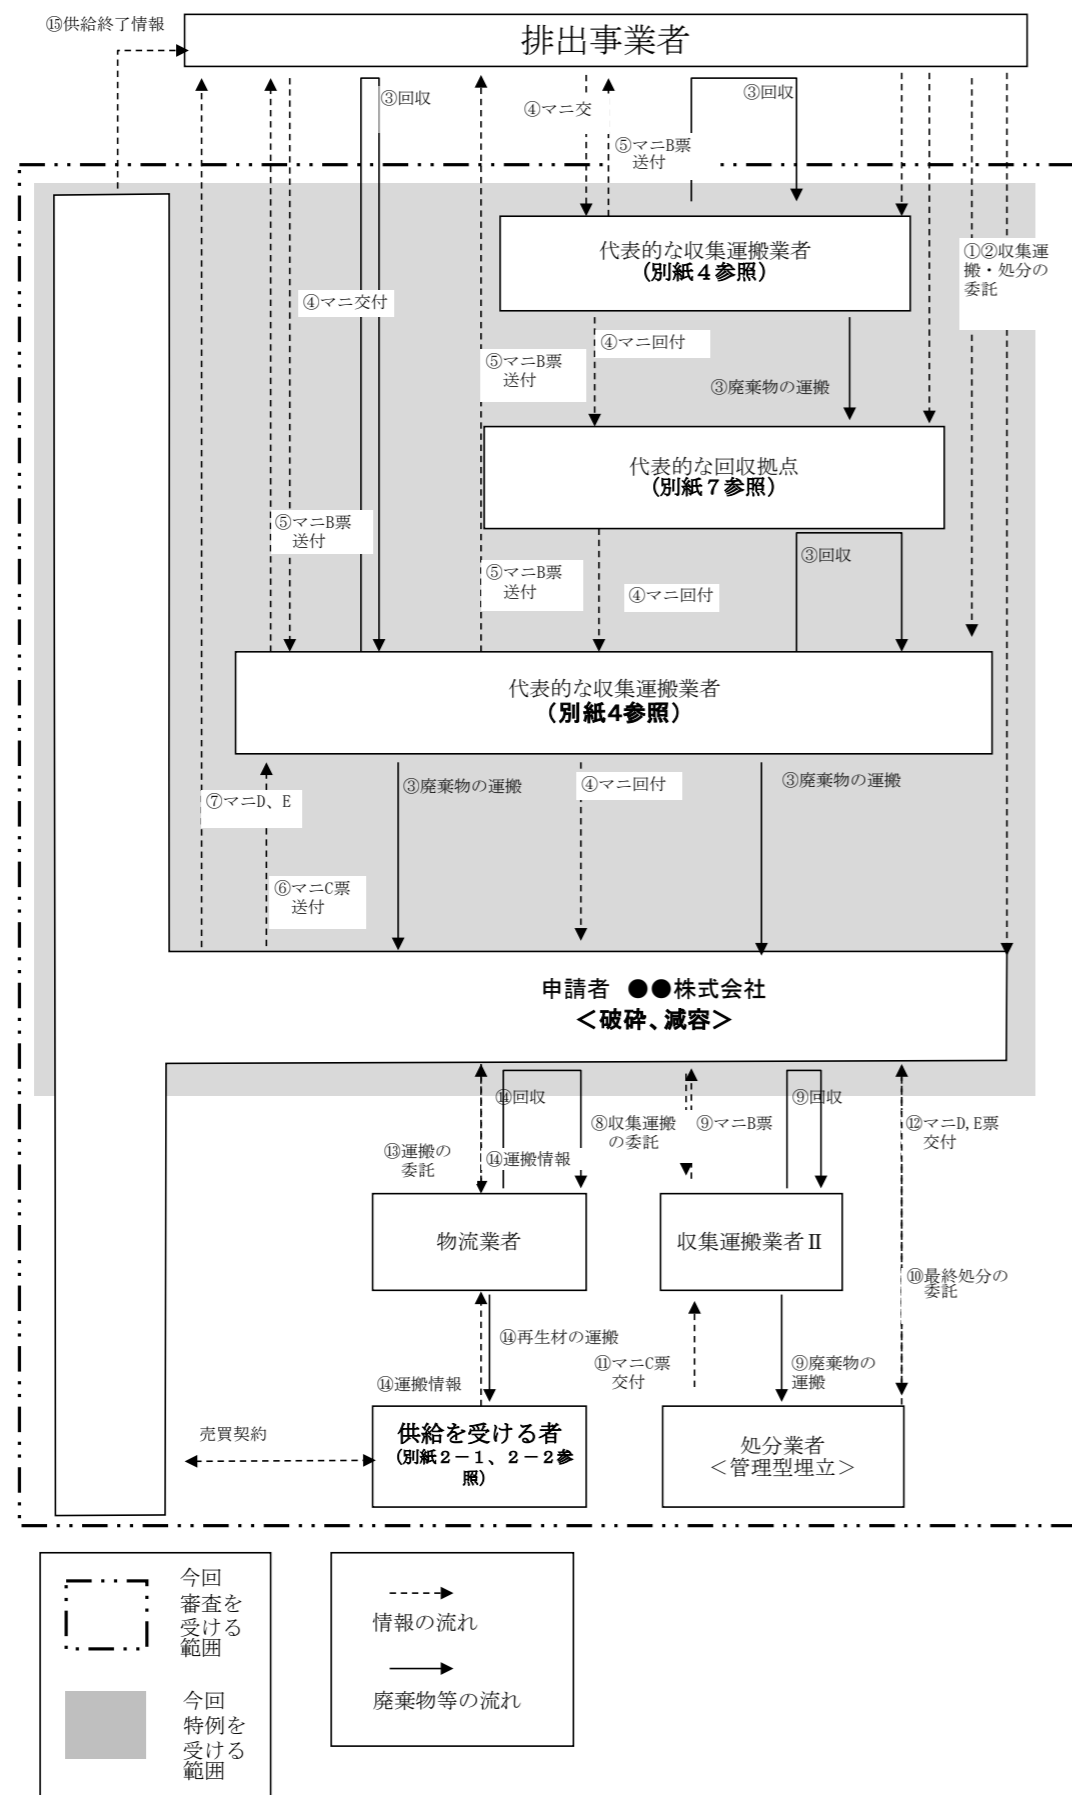 ⑮供給終了情報
排出事業者
③回収
④マニ交
③回収
⑤マニB票
送付
代表的な収集運搬業者
(別紙４参照)
①②収集運
搬・処分の
委託
④マニ交付
④マニ回付
⑤マニB票
送付
③廃棄物の運搬
代表的な回収拠点
(別紙７参照)
⑤マニB票
送付
③回収
⑤マニB票
送付
④マニ回付
代表的な収集運搬業者
(別紙4参照)
③廃棄物の運搬
④マニ回付
③廃棄物の運搬
⑦マニD、E
⑥マニC票
送付
申請者　●●株式会社
＜破砕、減容＞
⑭回収
⑧収集運搬
の委託
⑨マニB票
⑨回収
⑫マニD,E票
交付
⑬運搬の
委託
⑭運搬情報
物流業者
収集運搬業者Ⅱ
⑩最終処分の
委託
⑭再生材の運搬
⑪マニC票
交付
⑨廃棄物の
運搬
⑭運搬情報
売買契約
供給を受ける者
(別紙２－１、２－２参
照)
処分業者
＜管理型埋立＞
今回
審査を
受ける
範囲
情報の流れ
廃棄物等の流れ
今回
特例を
受ける
範囲